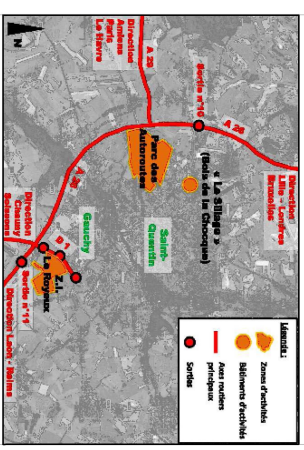 Direction
Lille - Londres
Bruxelles
A 26
Sortie n°10
« Le Sillage »
(Bois de la Chocque)
A 29
Direction
Amiens
Paris
Le Havre
Parc des
Autoroutes
Saint-
Quentin
A 26
Gauchy
D 1
Z.I.
Le Royeux
Direction
Chauny
Soissons
Sortie n°11
Direction Laon - Reims
N
Légende :
Zones d'activités
Bâtiments d'activités
Axes routiers
principaux
Sorties